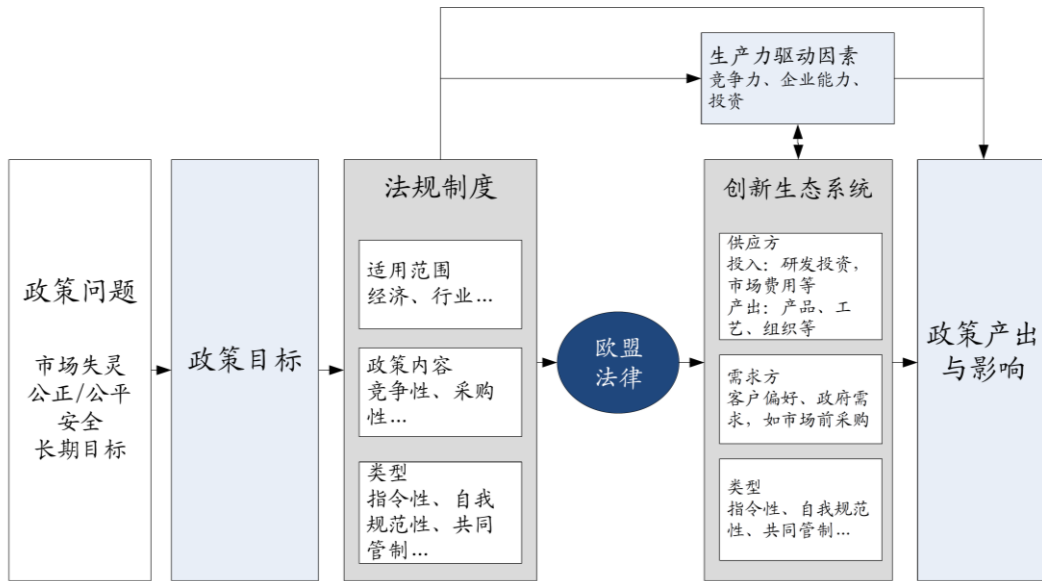 生产力驱动因素
竞争力、企业能力、
投资
政策问题
市场失灵
公正/公平
安全
长期目标
政策目标
法规制度
适用范围
经济、行业...
政策内容
竞争性、采购
性...
类型
指令性、自我
规范性、共同
管制...
欧盟
法律
创新生态系统
供应方
投入：研发投资，
市场费用等
产出：产品、工
艺、组织等
需求方
客户偏好、政府需
求，如市场前采购
类型
指令性、自我规范
性、共同管制...
政策产出
与影响